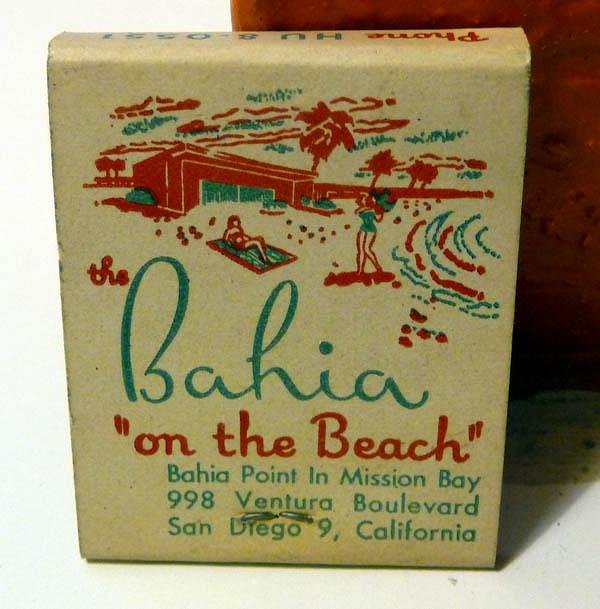 Phone HU 8-0551
the
Bahia
"on the Beach"
Bahia Point In Mission Bay
998 Ventura Boulevard
San Diego 9, California